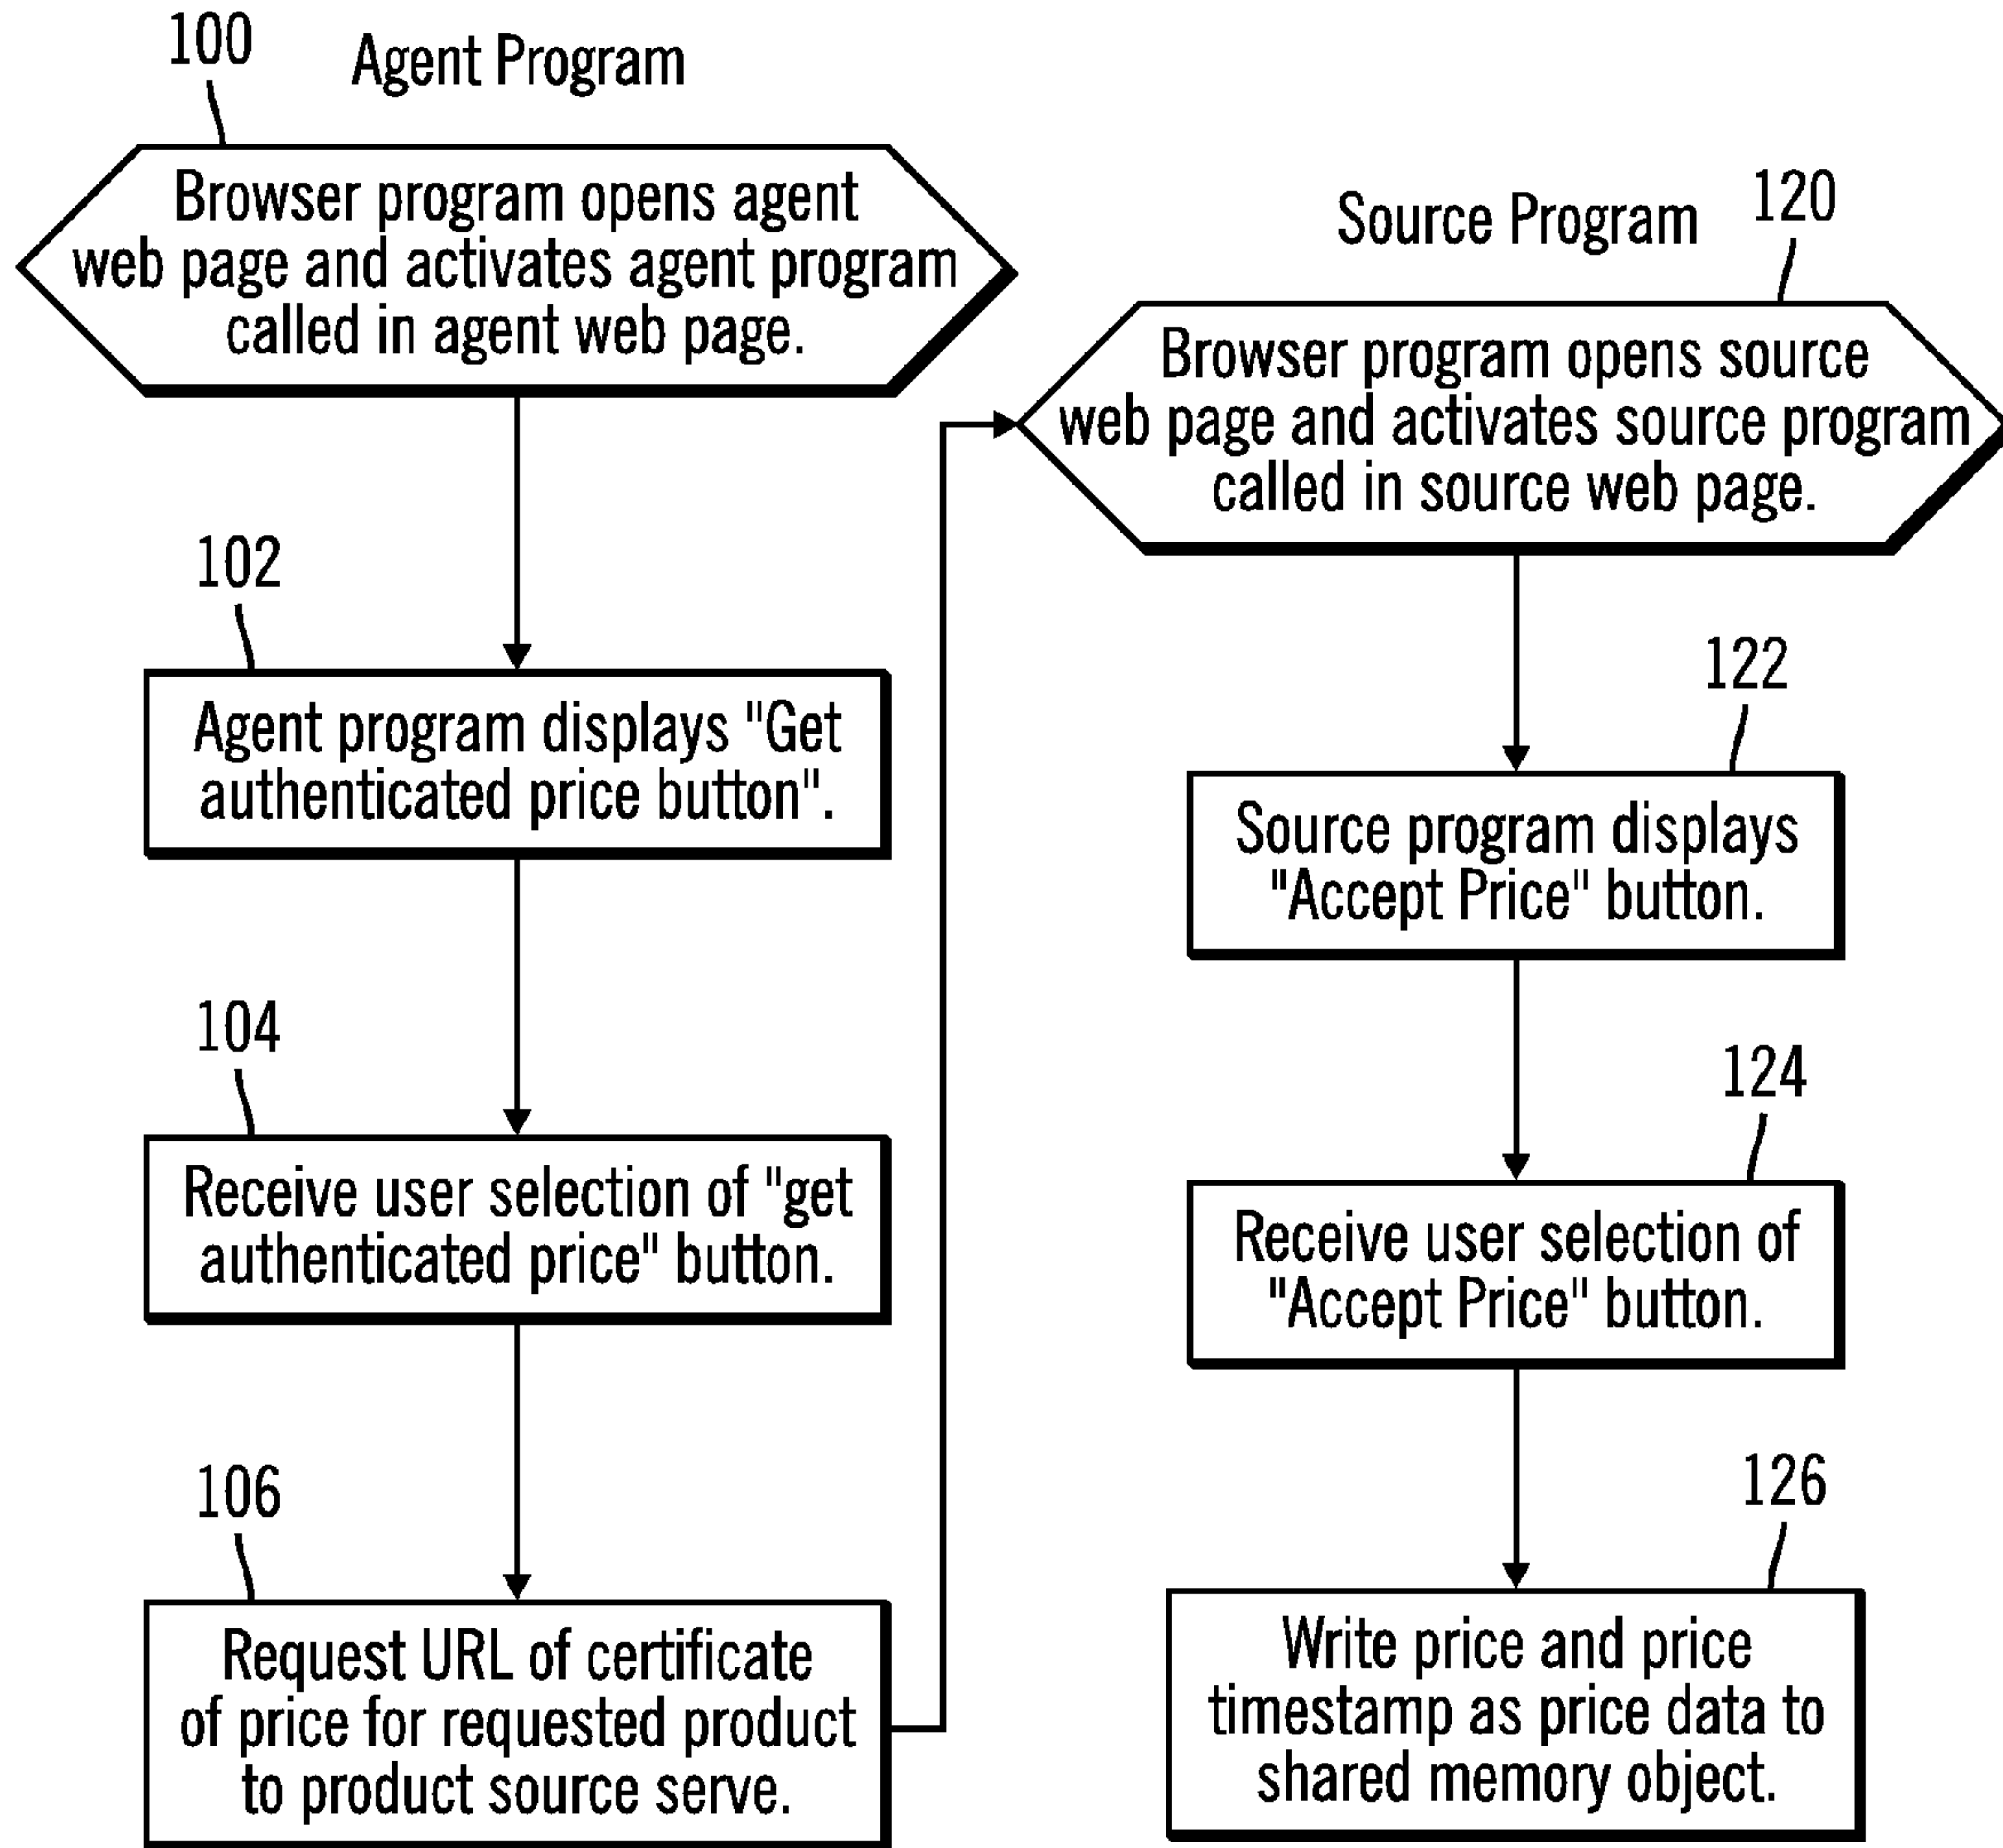 100
Agent Program
Browser program opens agent
web page and activates agent program
called in agent web page.
102
Agent program displays "Get
authenticated price button".
104
Receive user selection of "get
authenticated price" button.
106
Request URL of certificate
of price for requested product
to product source serve.
Source Program
120
Browser program opens source
web page and activates source program
called in source web page.
122
Source program displays
"Accept Price" button.
124
Receive user selection of
"Accept Price" button.
126
Write price and price
timestamp as price data to
shared memory object.